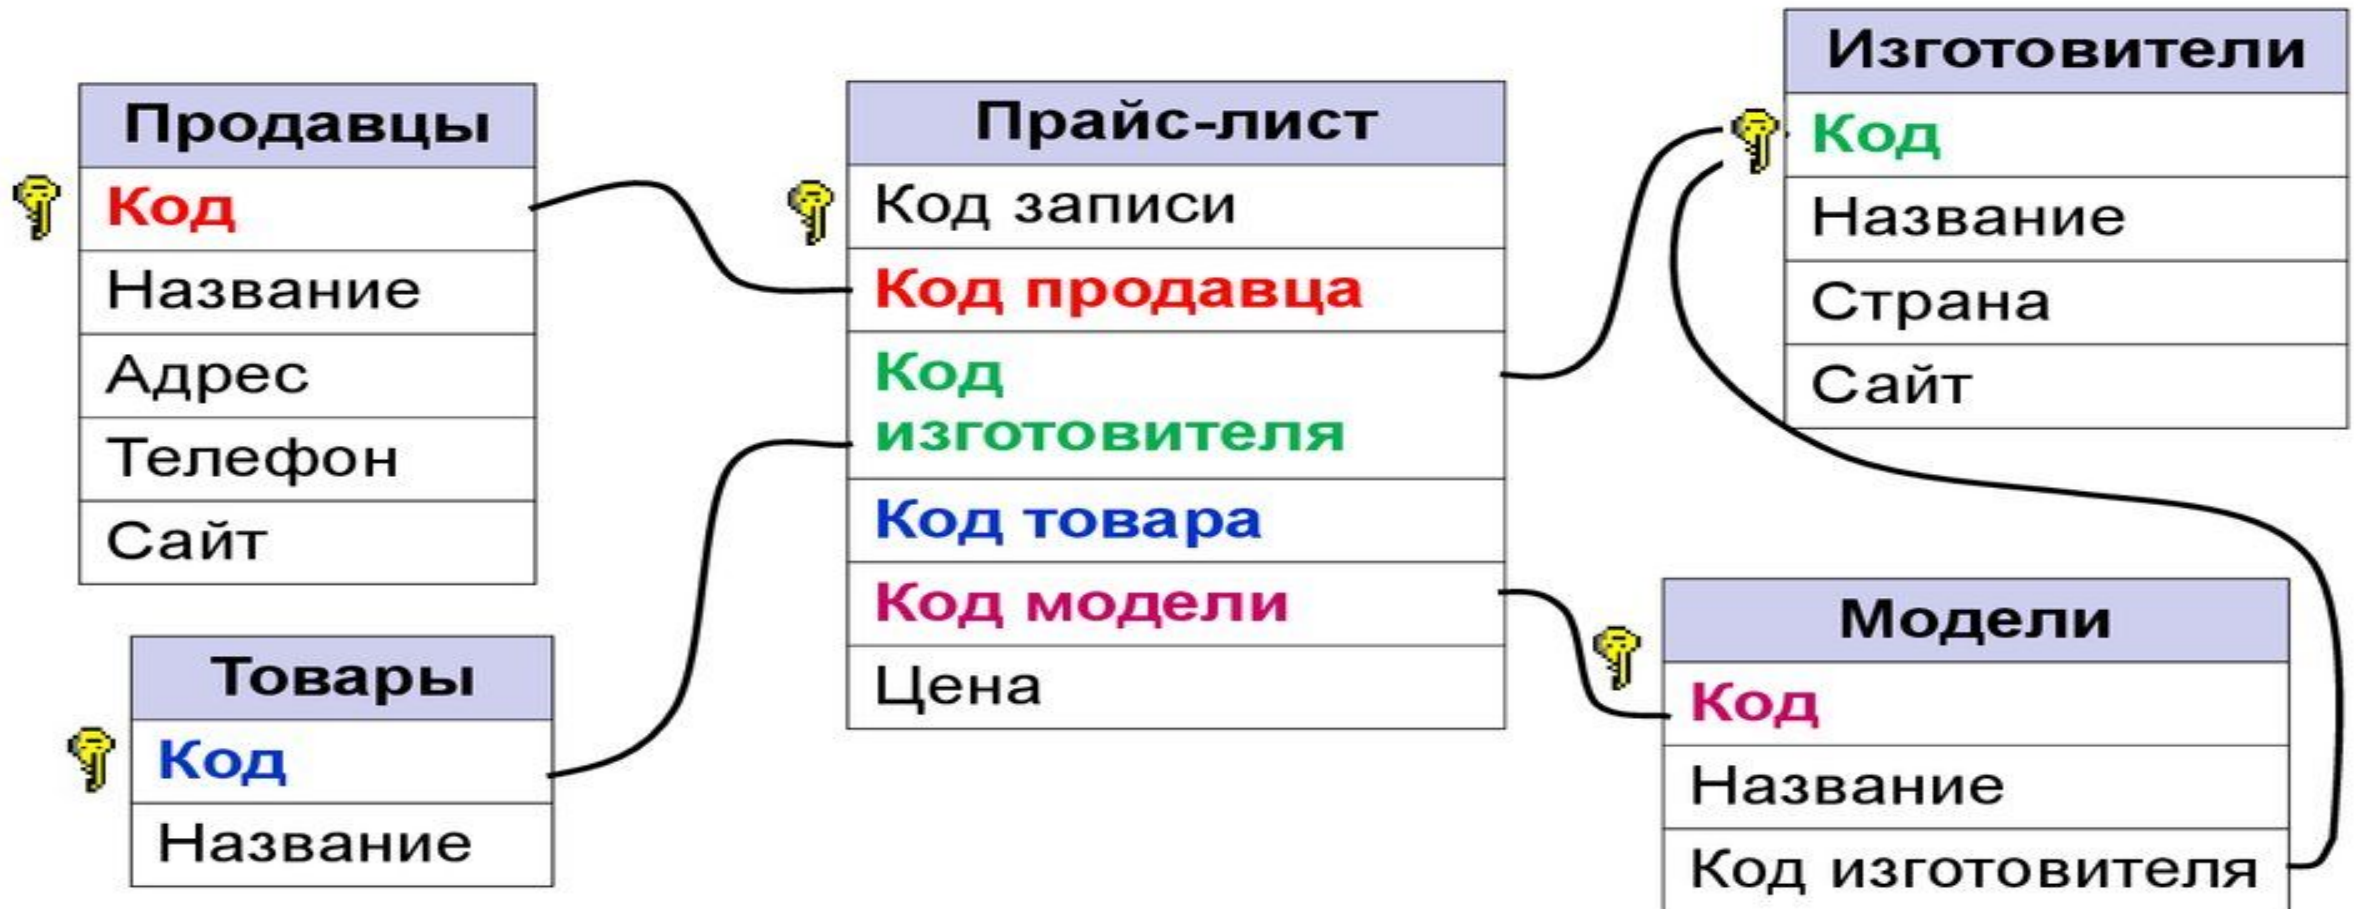 Продавцы
Код
Название
Адрес
Телефон
Сайт
Товары
Код
Название
Прайс-лист
Код записи
Код продавца
Код
изготовителя
Код товара
Код модели
Цена
Изготовители
Код
Название
Страна
Сайт
Модели
Код
Название
Код изготовителя